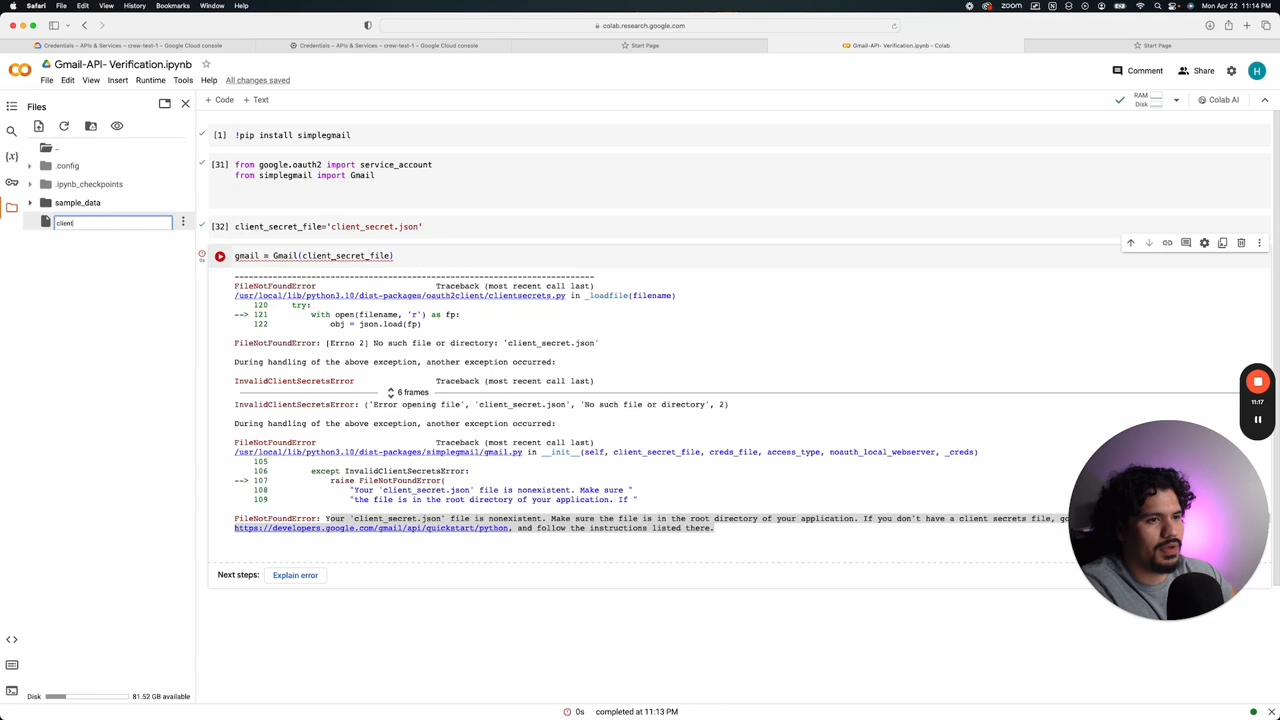 Safari File Edit View History Bookmarks Window Help
zoom
Mon Apr 22 11:14 PM
colab.research.google.com
Credentials – APIs & Services – crew-test-1 – Google Cloud console
Credentials – APIs & Services – crew-test-1 – Google Cloud console
Start Page
Gmail-API- Verification.ipynb - Colab
Start Page
Gmail-API- Verification.ipynb
File Edit View Insert Runtime Tools Help All changes saved
Comment
Share
H
Files
+ Code + Text
RAM
Disk
Colab AI
..
.config
.ipynb_checkpoints
sample_data
client
[1] !pip install simplegmail
[31] from google.oauth2 import service_account
from simplegmail import Gmail
[32] client_secret_file='client_secret.json'
0s
gmail = Gmail(client_secret_file)
---------------------------------------------------------------------------
FileNotFoundError Traceback (most recent call last)
/usr/local/lib/python3.10/dist-packages/oauth2client/clientsecrets.py in _loadfile(filename)
120 try:
--> 121 with open(filename, 'r') as fp:
122 obj = json.load(fp)
FileNotFoundError: [Errno 2] No such file or directory: 'client_secret.json'
During handling of the above exception, another exception occurred:
InvalidClientSecretsError Traceback (most recent call last)
6 frames
InvalidClientSecretsError: ('Error opening file', 'client_secret.json', 'No such file or directory', 2)
During handling of the above exception, another exception occurred:
FileNotFoundError Traceback (most recent call last)
/usr/local/lib/python3.10/dist-packages/simplegmail/gmail.py in __init__(self, client_secret_file, creds_file, access_type, noauth_local_webserver, _creds)
105
106 except InvalidClientSecretsError:
--> 107 raise FileNotFoundError(
108 "Your 'client_secret.json' file is nonexistent. Make sure "
109 "the file is in the root directory of your application. If "
FileNotFoundError: Your 'client_secret.json' file is nonexistent. Make sure the file is in the root directory of your application. If you don't have a client secrets file, go
https://developers.google.com/gmail/api/quickstart/python, and follow the instructions listed there.
Next steps: Explain error
11:17
Disk
81.52 GB available
0s completed at 11:13 PM